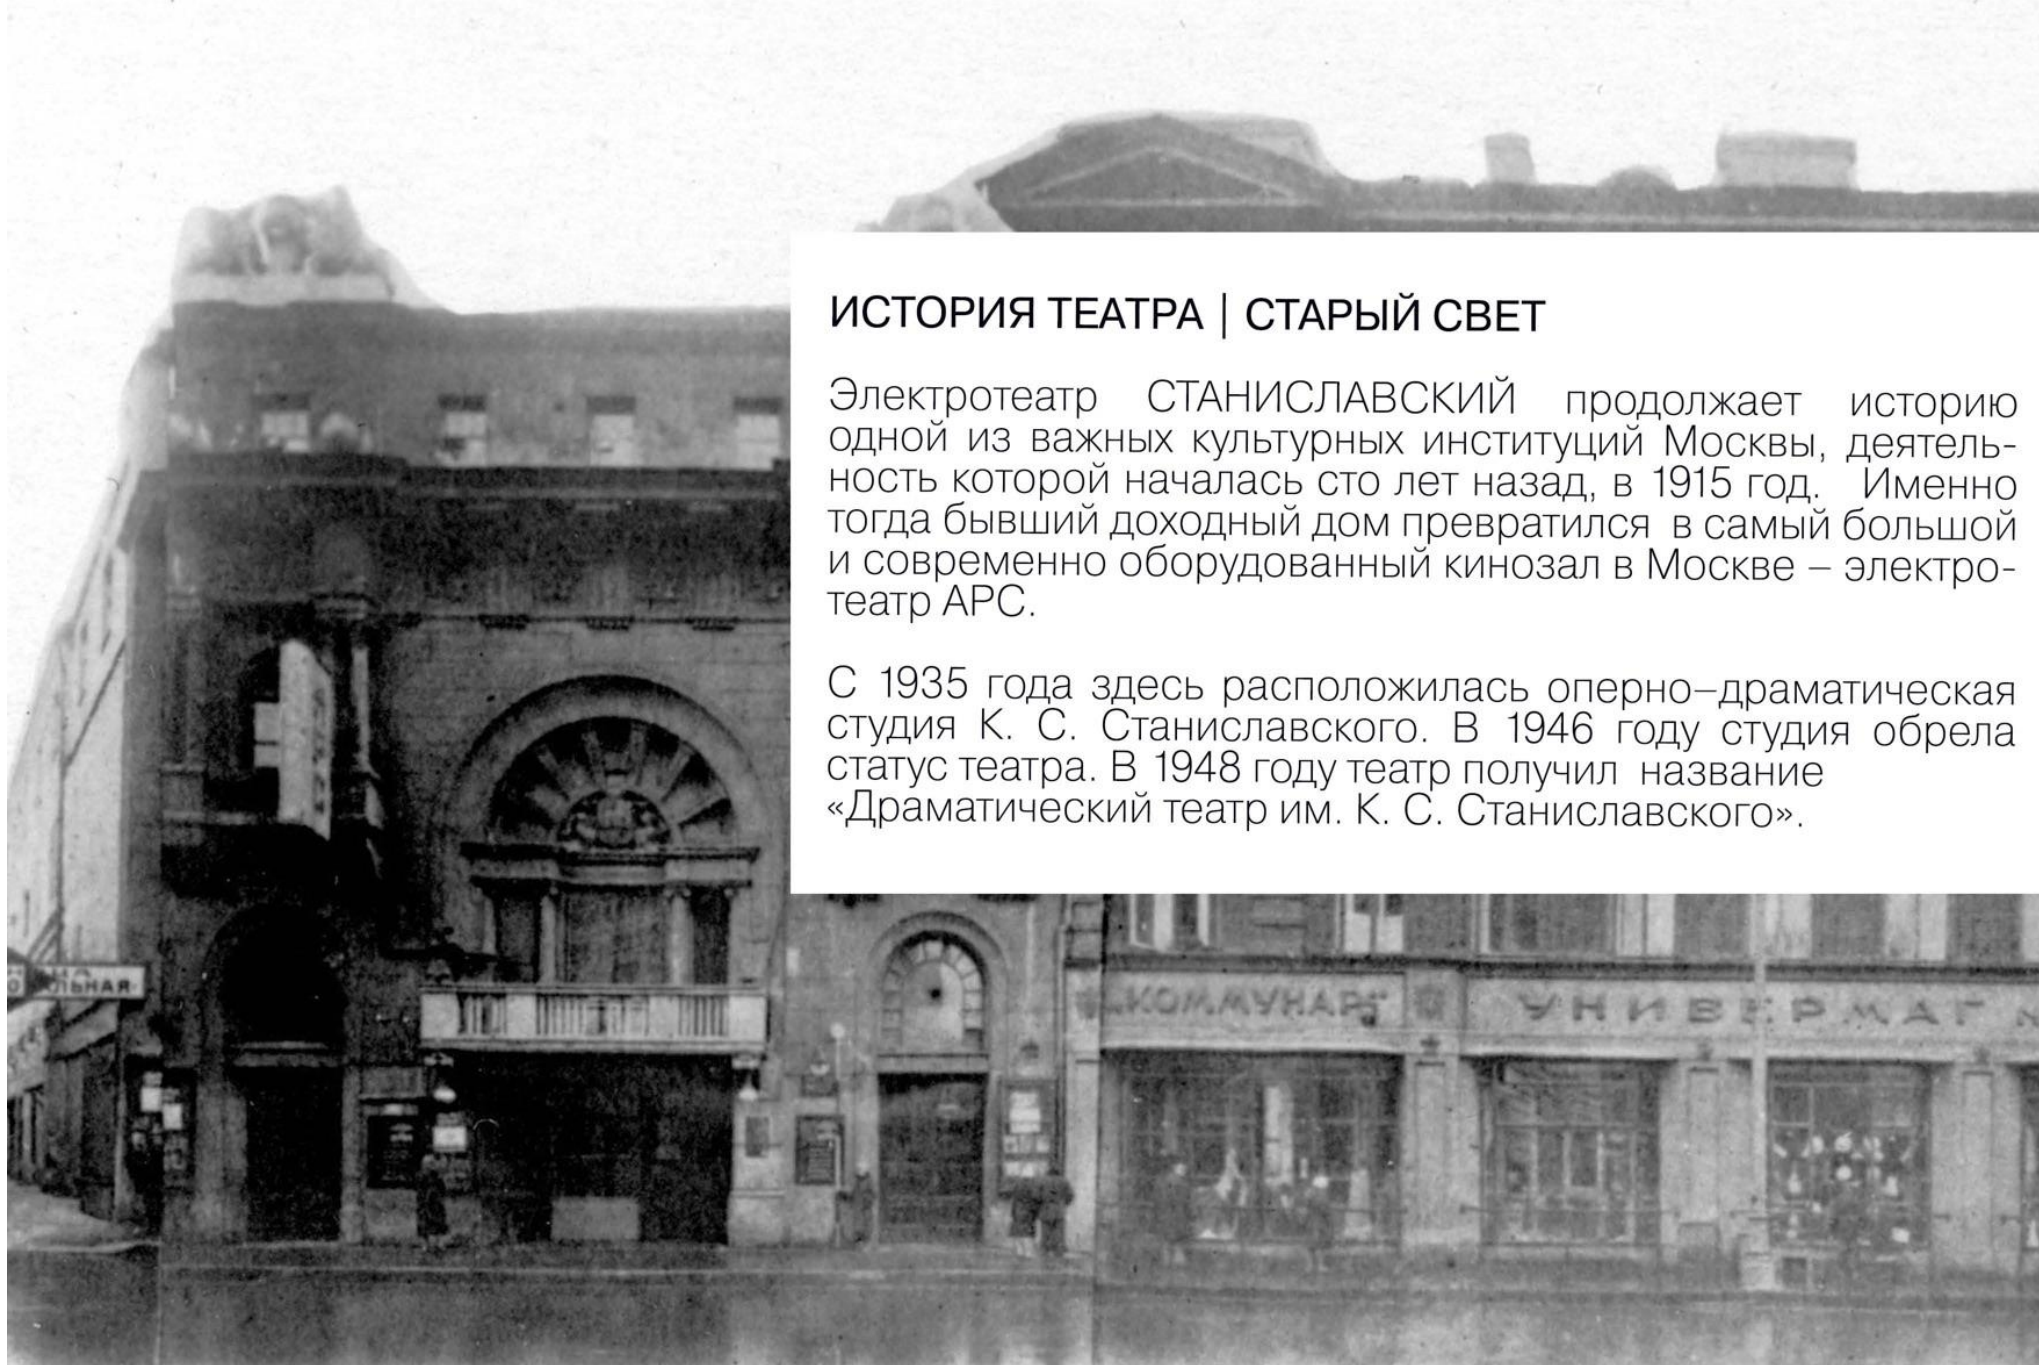 ИСТОРИЯ ТЕАТРА | СТАРЫЙ СВЕТ
Электротеатр СТАНИСЛАВСКИЙ продолжает историю
одной из важных культурных институций Москвы, деятель-
ность которой началась сто лет назад, в 1915 год. Именно
тогда бывший доходный дом превратился в самый большой
и современно оборудованный кинозал в Москве – электро-
театр АРС.
С 1935 года здесь расположилась оперно–драматическая
студия К. С. Станиславского. В 1946 году студия обрела
статус театра. В 1948 году театр получил название
«Драматический театр им. К. С. Станиславского».
ЛЬНАЯ
"КОММУНАР"
УНИВЕРМАГ